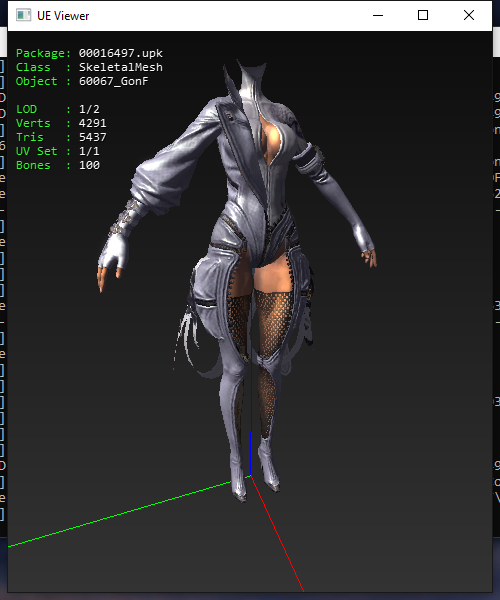 UE Viewer
Package: 00016497.upk
Class : SkeletalMesh
Object : 60067_GonF
LOD : 1/2
Verts : 4291
Tris : 5437
UV Set : 1/1
Bones : 100